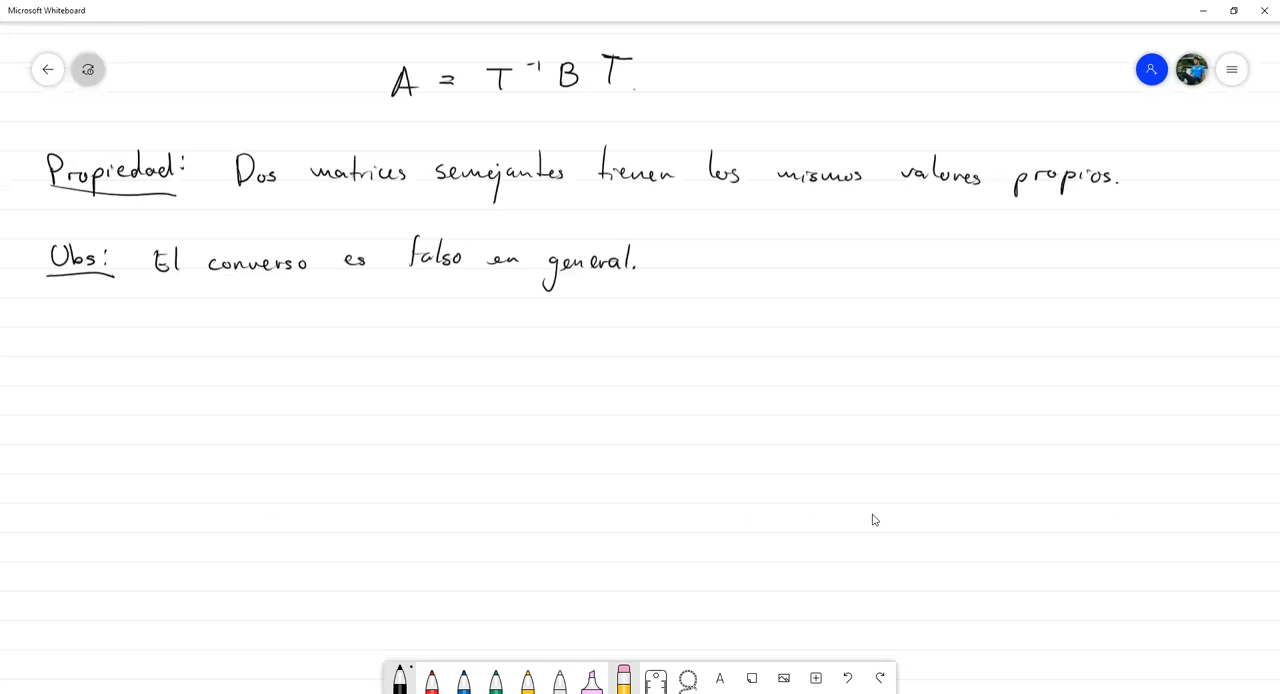 Microsoft Whiteboard
A = T⁻¹ B T.
Propiedad: Dos matrices semejantes tienen los mismos valores propios.
Obs: El converso es falso en general.
A